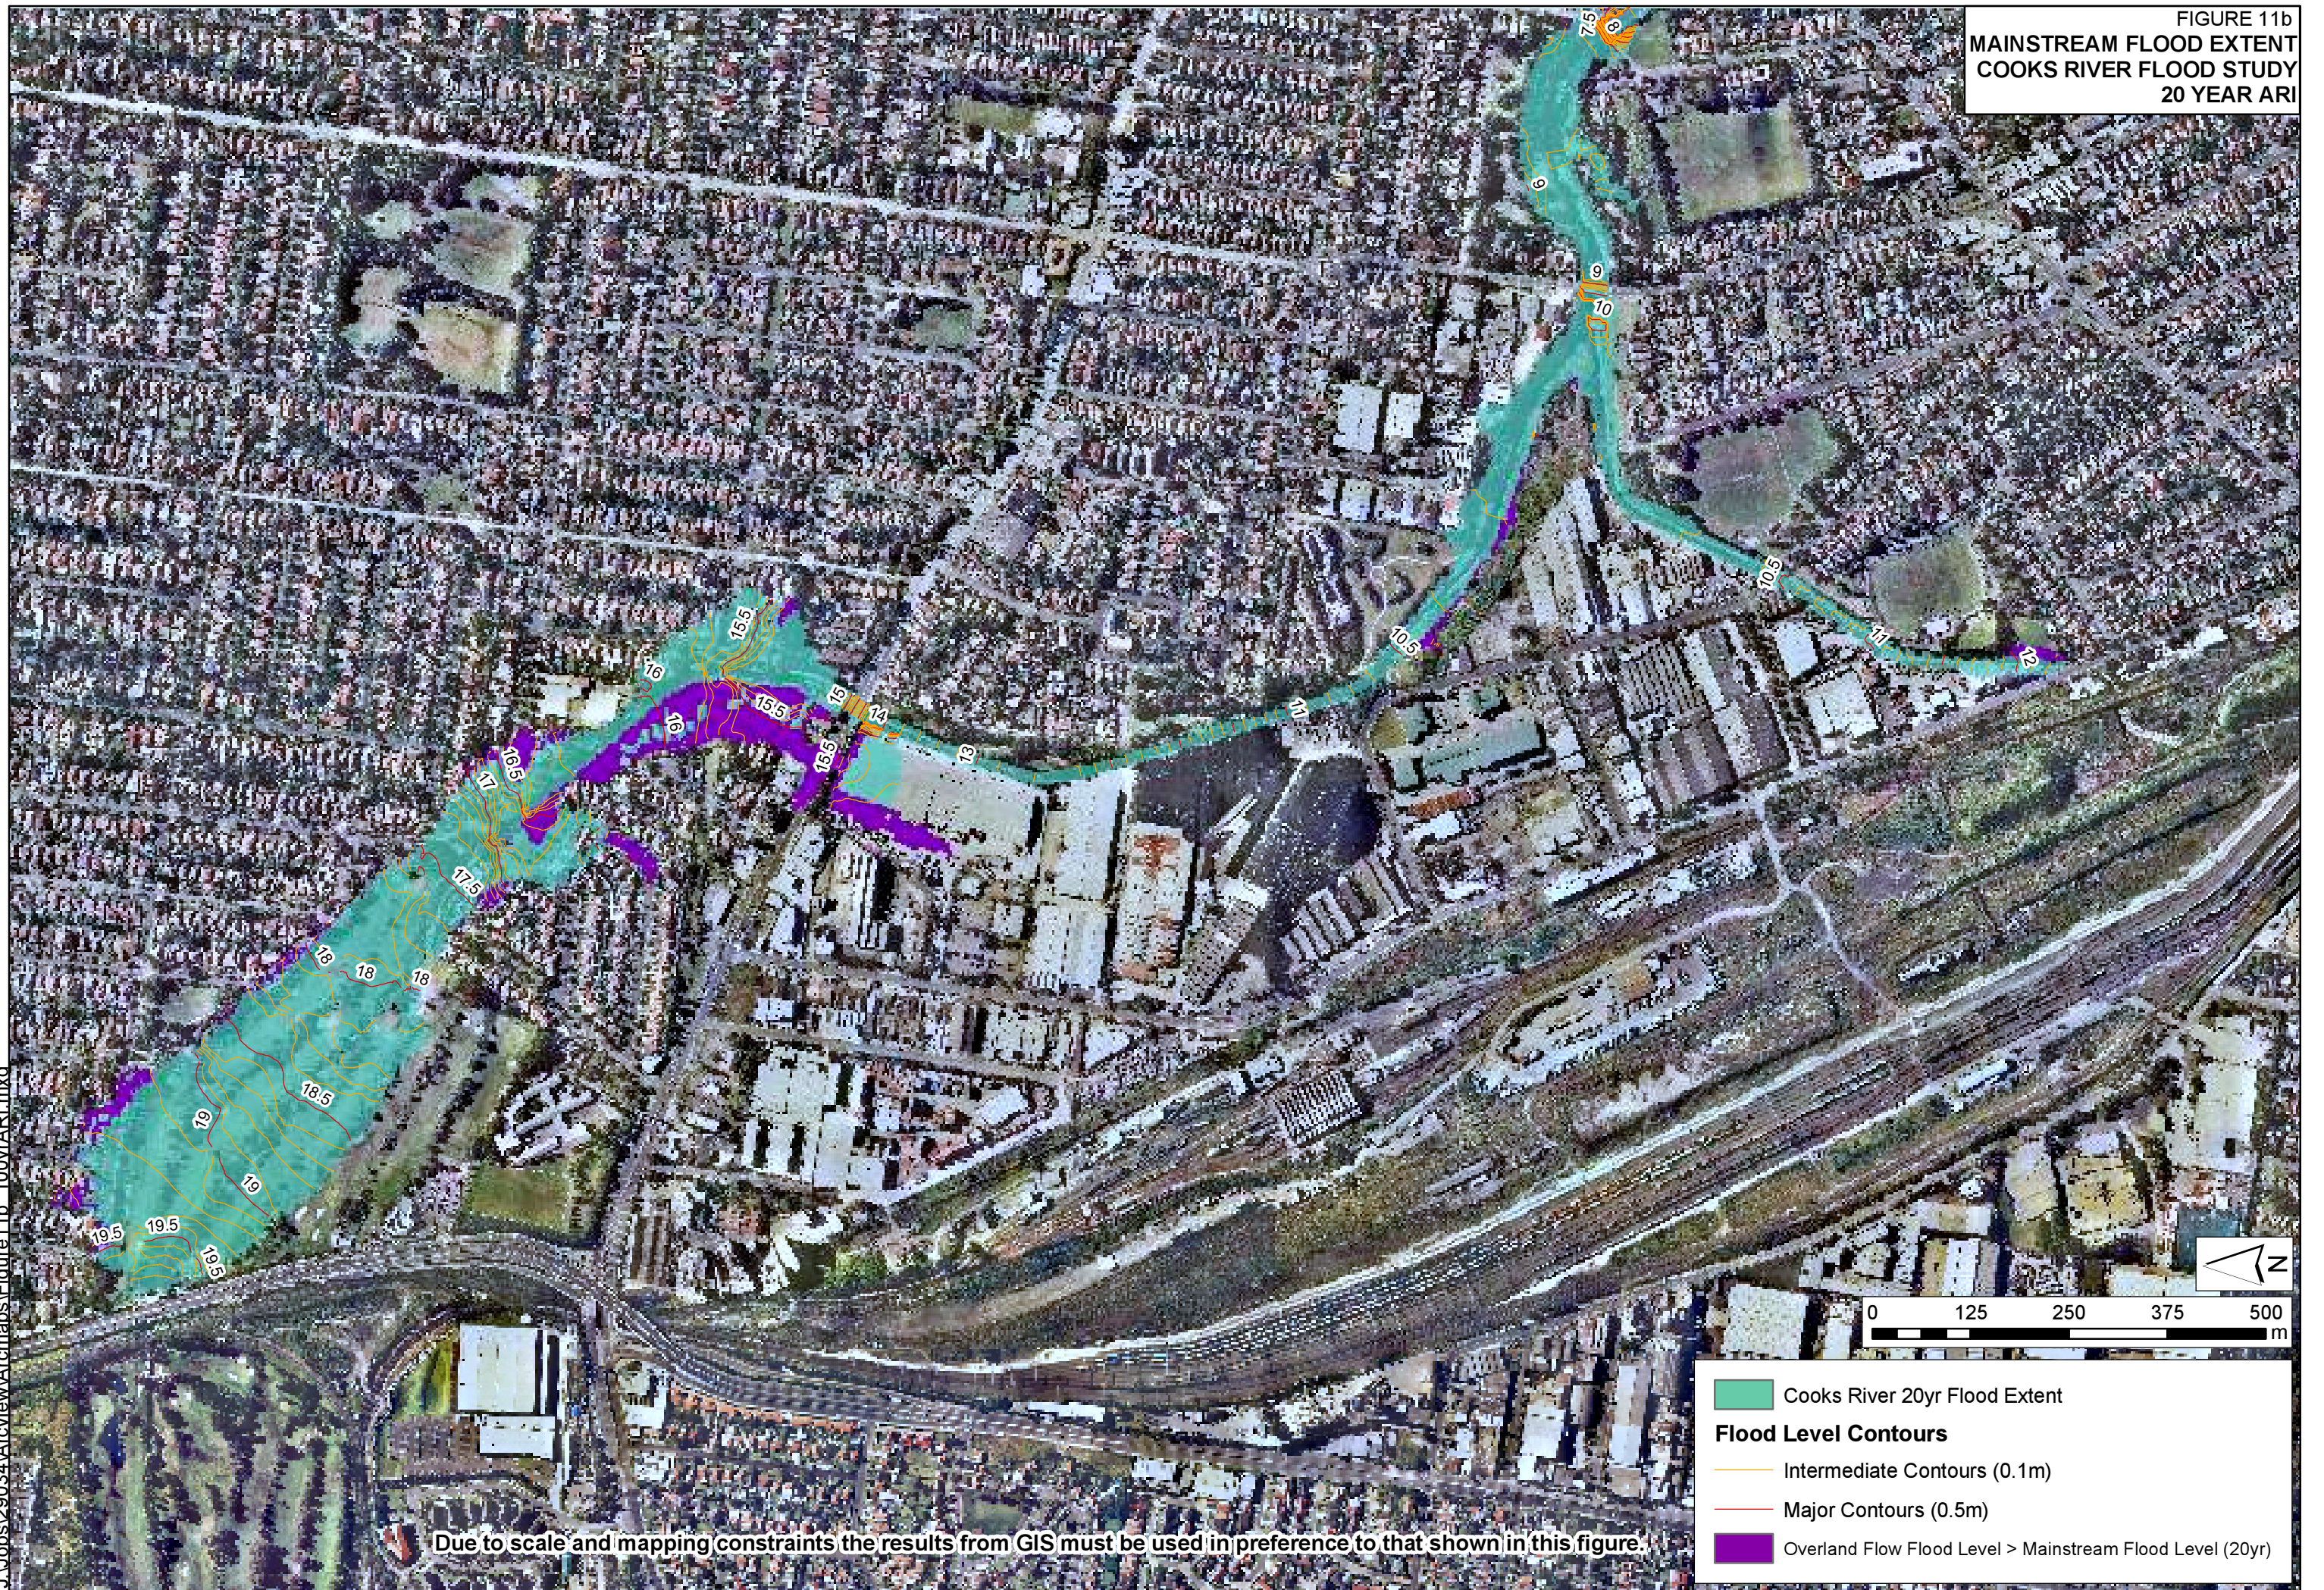 FIGURE 11b
MAINSTREAM FLOOD EXTENT
COOKS RIVER FLOOD STUDY
20 YEAR ARI
7.5
8
9
9
10
10.5
11
12
10.5
11
13
14
15
15.5
15.5
15.5
16
16
16.5
17
17.5
18
18
18
18.5
19
19
19.5
19.5
19.5
N
0 125 250 375 500
m
Cooks River 20yr Flood Extent
Flood Level Contours
Intermediate Contours (0.1m)
Major Contours (0.5m)
Overland Flow Flood Level > Mainstream Flood Level (20yr)
Due to scale and mapping constraints the results from GIS must be used in preference to that shown in this figure.